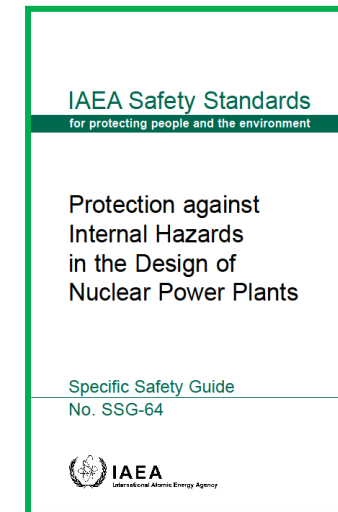 IAEA Safety Standards
for protecting people and the environment
Protection against
Internal Hazards
in the Design of
Nuclear Power Plants
Specific Safety Guide
No. SSG-64
IAEA
International Atomic Energy Agency